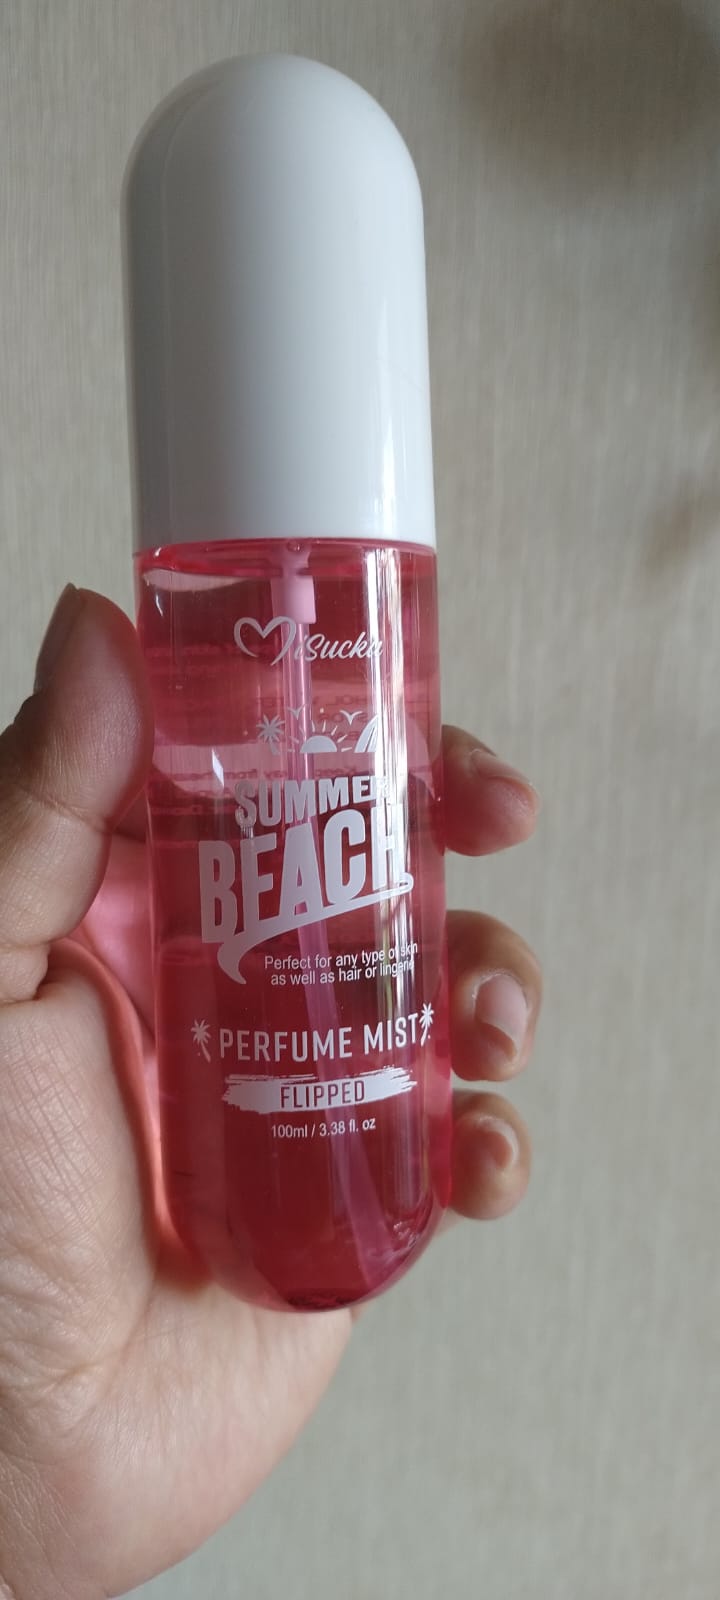 MiSucka
SUMMER
BEACH
Perfect for any type of skin
as well as hair or lingerie
PERFUME MIST
FLIPPED
100ml / 3.38 fl. oz